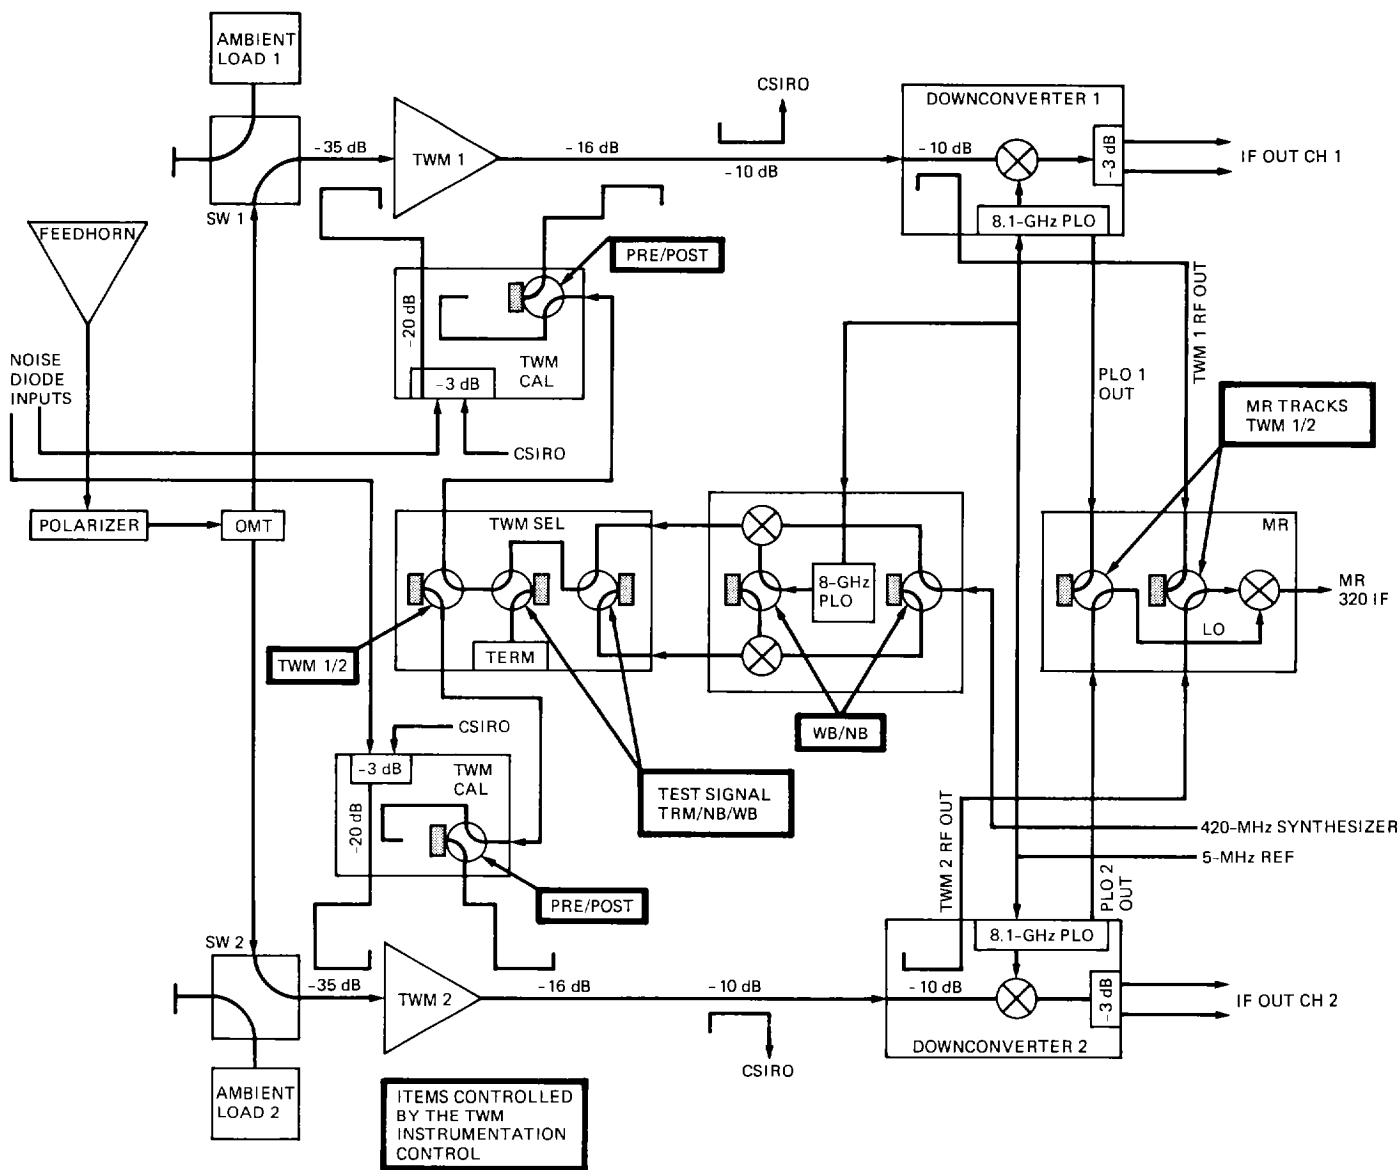 AMBIENT
LOAD 1
SW 1
-35 dB
TWM 1
-16 dB
CSIRO
-10 dB
DOWNCONVERTER 1
-10 dB
-3 dB
8.1-GHz PLO
IF OUT CH 1
FEEDHORN
PRE/POST
-20 dB
TWM
CAL
-3 dB
CSIRO
NOISE
DIODE
INPUTS
PLO 1
OUT
TWM 1 RF OUT
MR TRACKS
TWM 1/2
POLARIZER
OMT
TWM SEL
TERM
8-GHz
PLO
MR
LO
MR
320 IF
TWM 1/2
WB/NB
TEST SIGNAL
TRM/NB/WB
CSIRO
-3 dB
TWM
CAL
-20 dB
PRE/POST
420-MHz SYNTHESIZER
5-MHz REF
TWM 2 RF OUT
PLO 2
OUT
SW 2
-35 dB
TWM 2
-16 dB
-10 dB
CSIRO
8.1-GHz PLO
-10 dB
-3 dB
DOWNCONVERTER 2
IF OUT CH 2
AMBIENT
LOAD 2
ITEMS CONTROLLED
BY THE TWM
INSTRUMENTATION
CONTROL